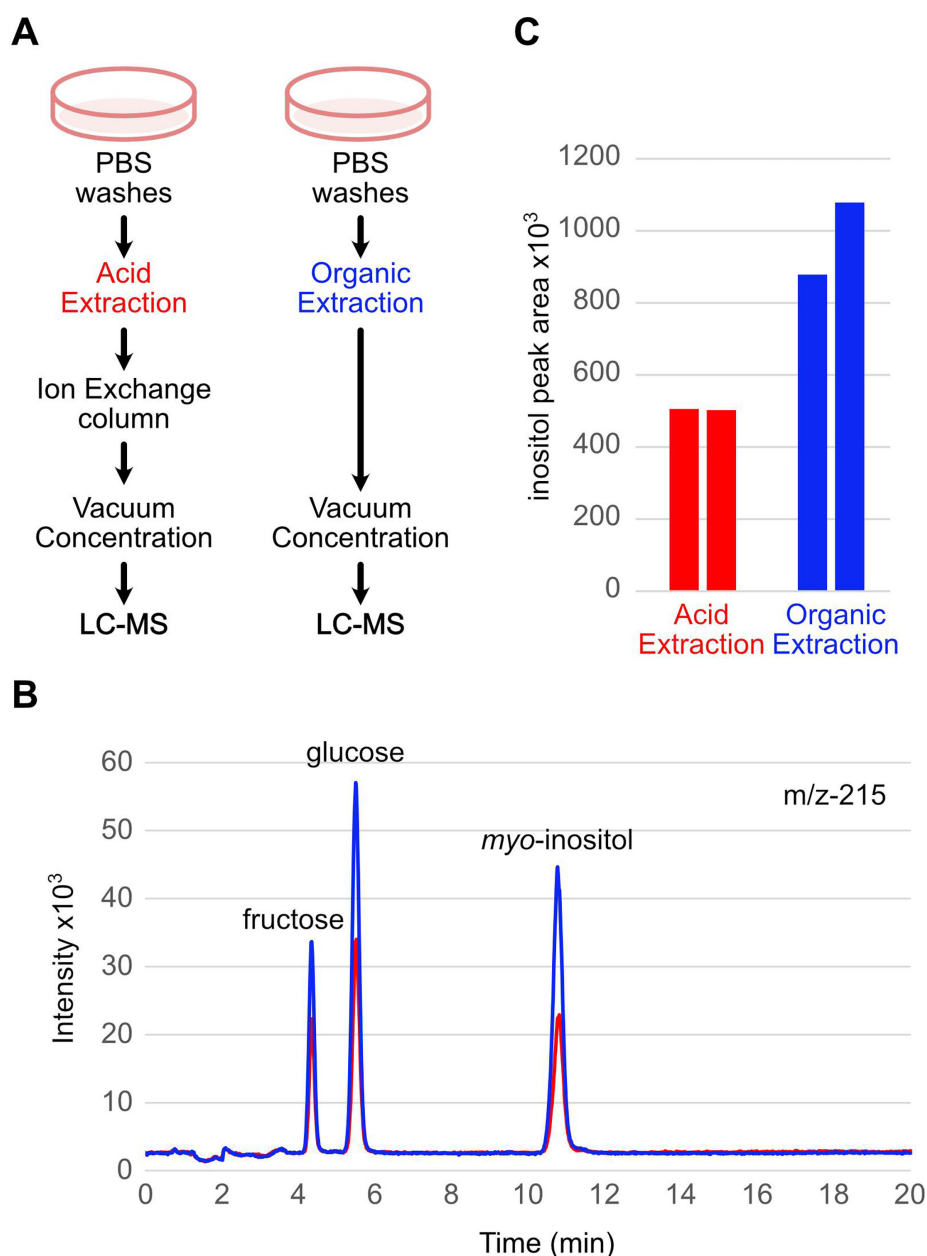 A
PBS
washes
Acid
Extraction
Ion Exchange
column
Vacuum
Concentration
LC-MS
PBS
washes
Organic
Extraction
Vacuum
Concentration
LC-MS
C
inositol peak area x10³
1200
1000
800
600
400
200
0
Acid
Extraction
Organic
Extraction
B
Intensity x10³
60
50
40
30
20
10
0
fructose
glucose
myo-inositol
m/z-215
0 2 4 6 8 10 12 14 16 18 20
Time (min)